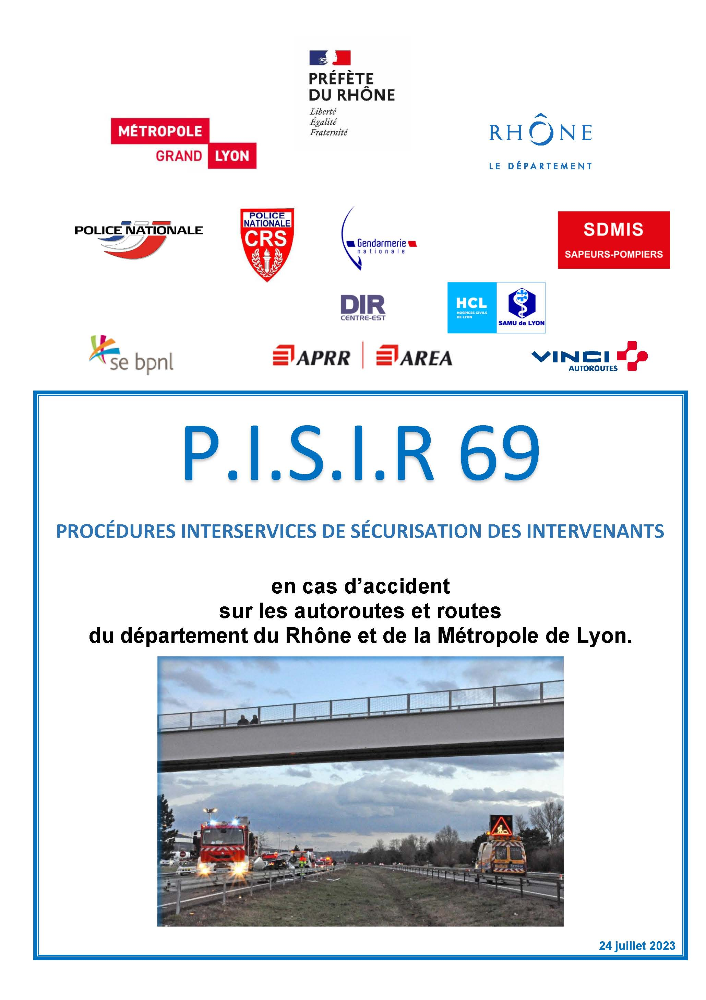 PRÉFÈTE
DU RHÔNE
Liberté
Égalité
Fraternité
MÉTROPOLE
GRAND LYON
RHÔNE
LE DÉPARTEMENT
POLICE NATIONALE
POLICE
NATIONALE
CRS
Gendarmerie
nationale
SDMIS
SAPEURS-POMPIERS
DIR
CENTRE-EST
HCL
HOSPICES CIVILS
DE LYON
SAMU de LYON
se bpnl
APRR | AREA
VINCI
AUTOROUTES
P.I.S.I.R 69
PROCÉDURES INTERSERVICES DE SÉCURISATION DES INTERVENANTS
en cas d’accident
sur les autoroutes et routes
du département du Rhône et de la Métropole de Lyon.
Service
24 juillet 2023